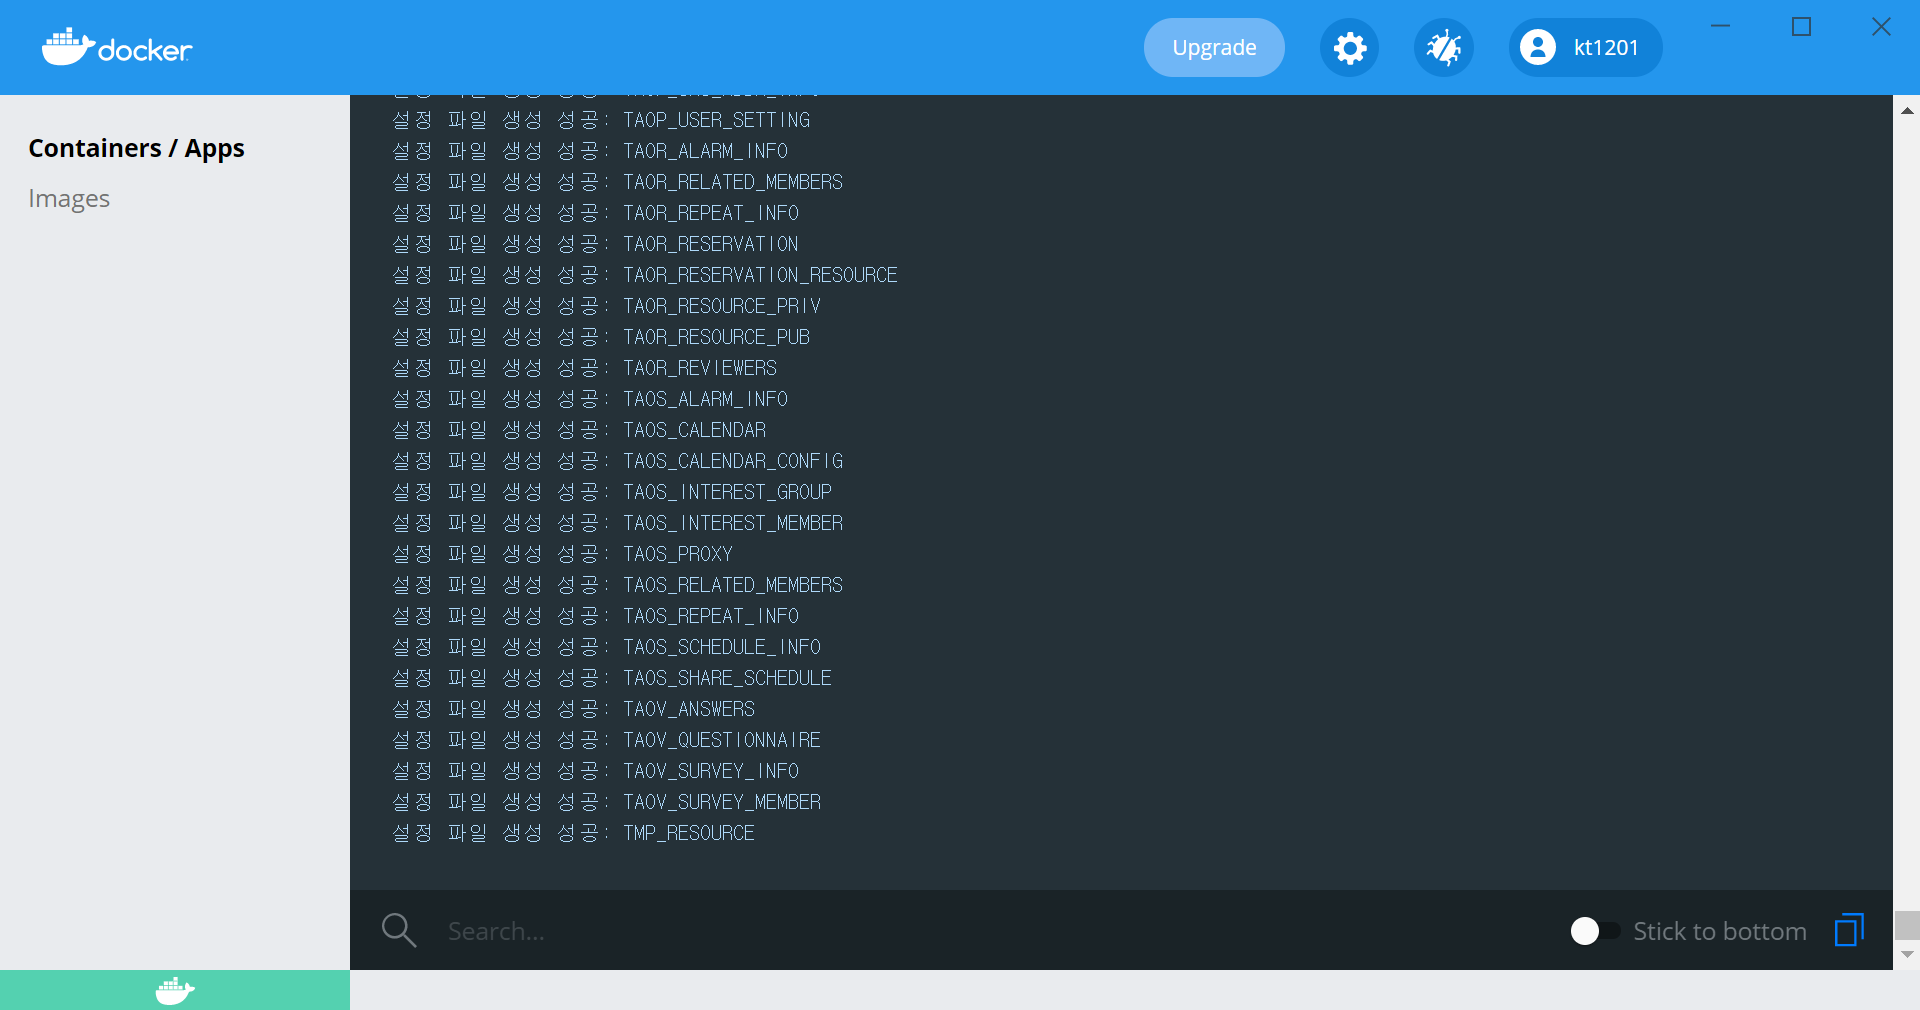 docker
Upgrade
kt1201
Containers / Apps
Images
설정 파일 생성 성공: TAOP_USER_SETTING
설정 파일 생성 성공: TAOR_ALARM_INFO
설정 파일 생성 성공: TAOR_RELATED_MEMBERS
설정 파일 생성 성공: TAOR_REPEAT_INFO
설정 파일 생성 성공: TAOR_RESERVATION
설정 파일 생성 성공: TAOR_RESERVATION_RESOURCE
설정 파일 생성 성공: TAOR_RESOURCE_PRIV
설정 파일 생성 성공: TAOR_RESOURCE_PUB
설정 파일 생성 성공: TAOR_REVIEWERS
설정 파일 생성 성공: TAOS_ALARM_INFO
설정 파일 생성 성공: TAOS_CALENDAR
설정 파일 생성 성공: TAOS_CALENDAR_CONFIG
설정 파일 생성 성공: TAOS_INTEREST_GROUP
설정 파일 생성 성공: TAOS_INTEREST_MEMBER
설정 파일 생성 성공: TAOS_PROXY
설정 파일 생성 성공: TAOS_RELATED_MEMBERS
설정 파일 생성 성공: TAOS_REPEAT_INFO
설정 파일 생성 성공: TAOS_SCHEDULE_INFO
설정 파일 생성 성공: TAOS_SHARE_SCHEDULE
설정 파일 생성 성공: TAOV_ANSWERS
설정 파일 생성 성공: TAOV_QUESTIONNAIRE
설정 파일 생성 성공: TAOV_SURVEY_INFO
설정 파일 생성 성공: TAOV_SURVEY_MEMBER
설정 파일 생성 성공: TMP_RESOURCE
Search...
Stick to bottom